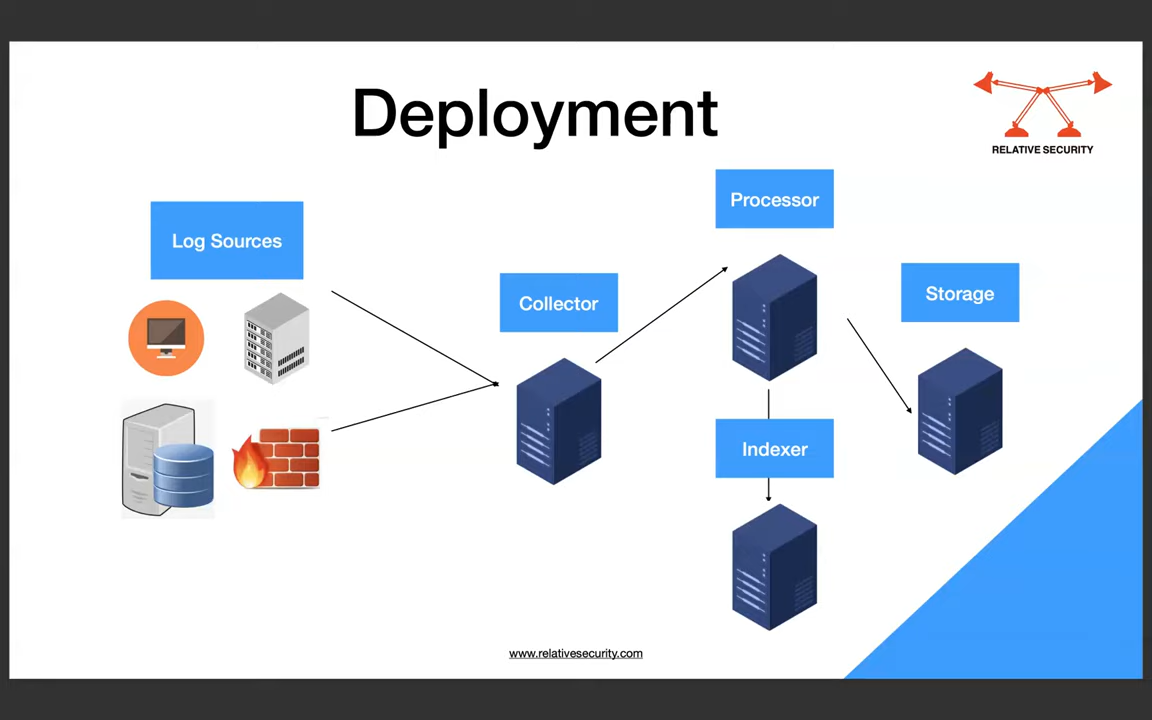 Deployment
RELATIVE SECURITY
Log Sources
Collector
Processor
Storage
Indexer
www.relativesecurity.com